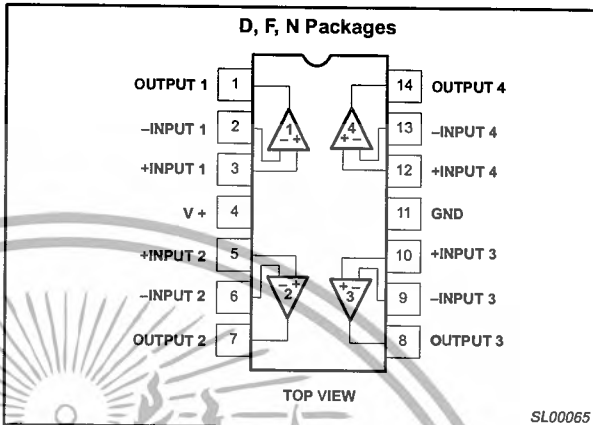 D, F, N Packages
OUTPUT 1 1 14 OUTPUT 4
–INPUT 1 2 1 4 13 –INPUT 4
– + + –
+INPUT 1 3 12 +INPUT 4
V + 4 11 GND
+INPUT 2 5 10 +INPUT 3
– + + –
–INPUT 2 6 2 3 9 –INPUT 3
OUTPUT 2 7 8 OUTPUT 3
TOP VIEW
SL00065